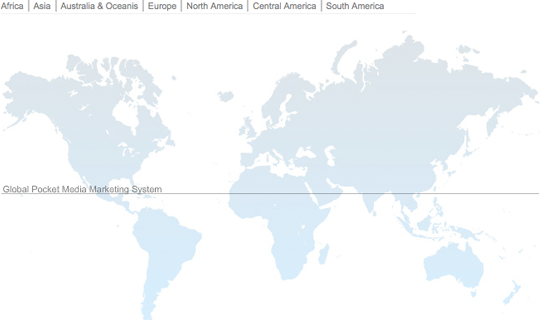 Africa | Asia | Australia & Oceanis | Europe | North America | Central America | South America
Global Pocket Media Marketing System